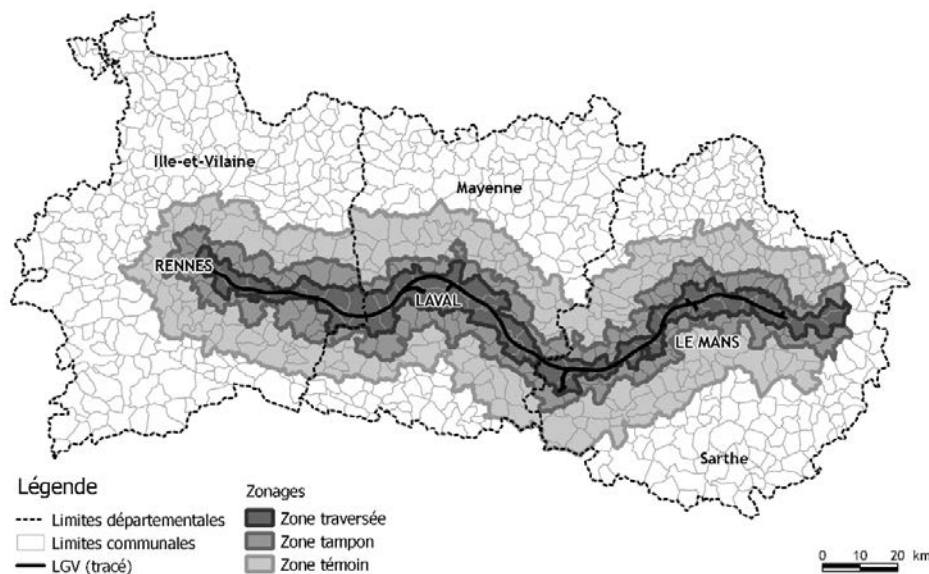 Ille-et-Vilaine
Mayenne
RENNES
LAVAL
LE MANS
Sarthe
Légende
Limites départementales
Limites communales
LGV (tracé)
Zonages
Zone traversée
Zone tampon
Zone témoin
0 10 20 km